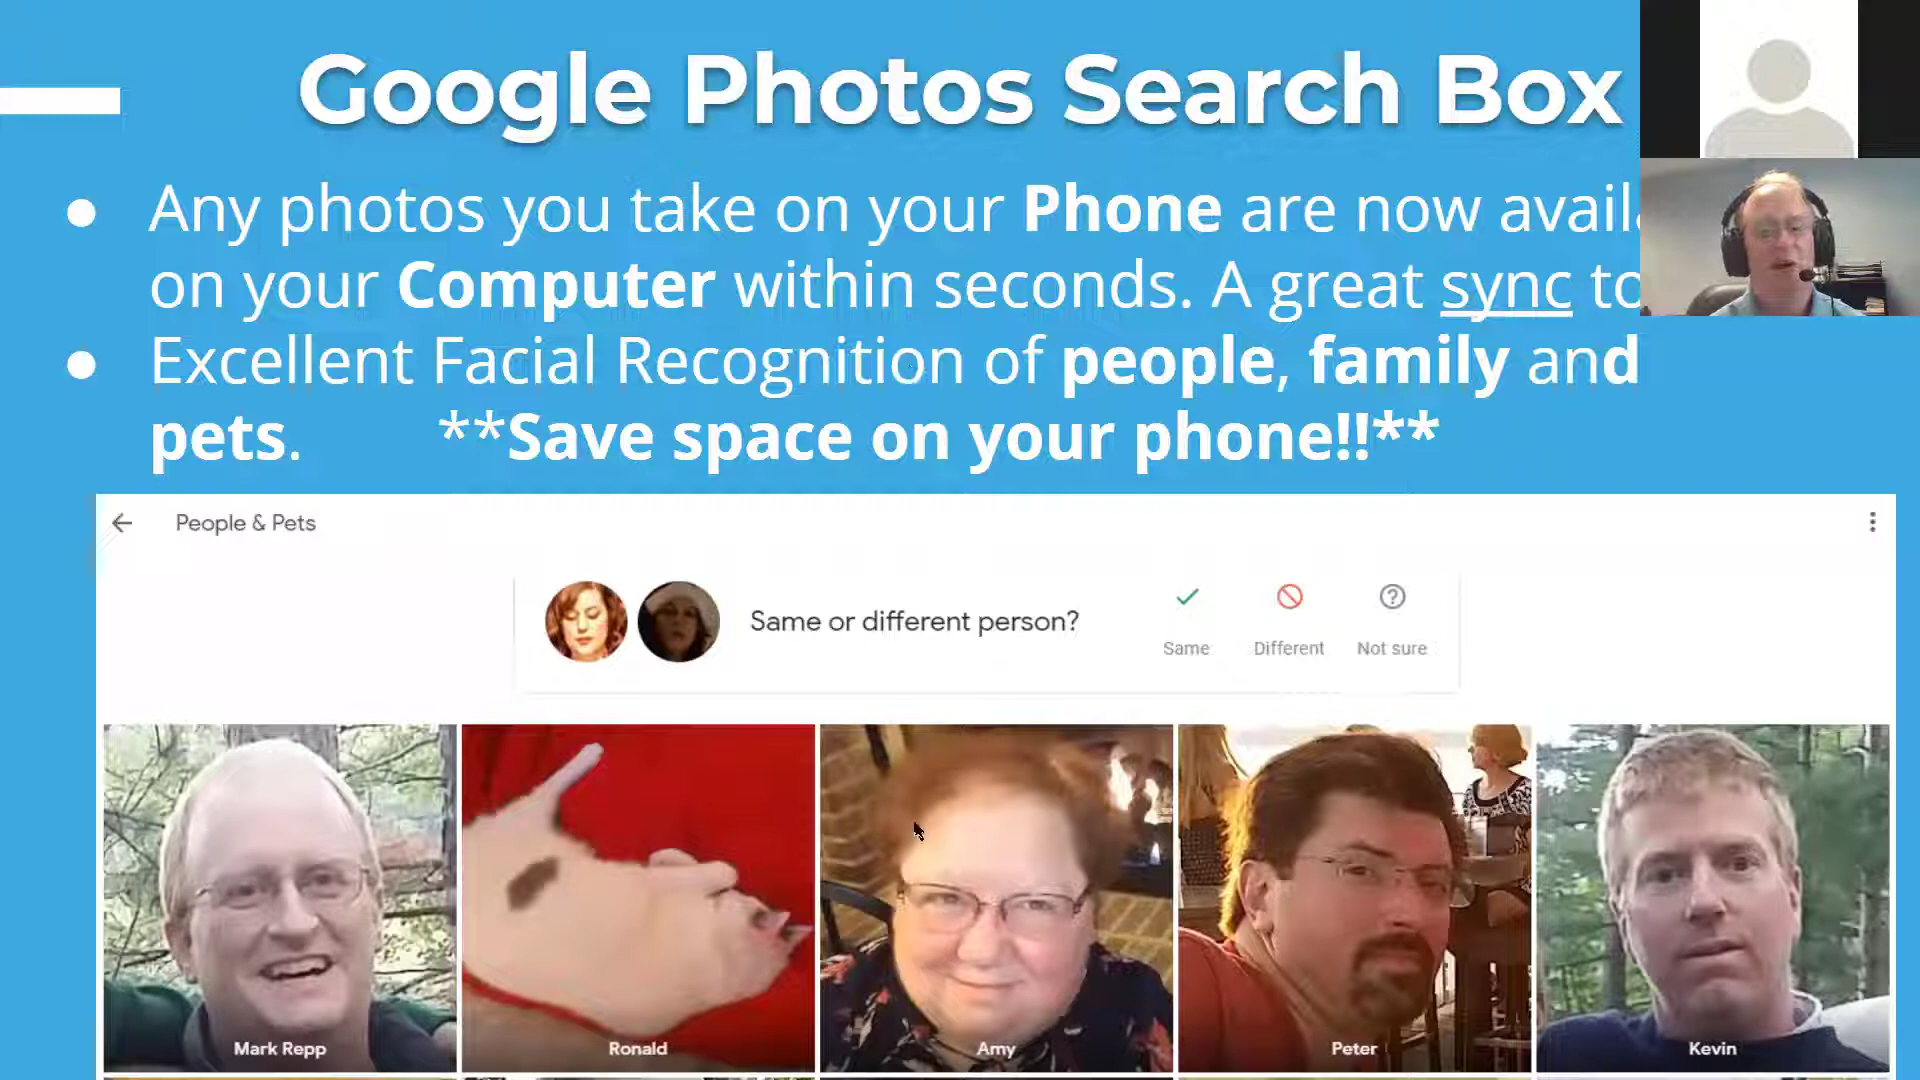 Google Photos Search Box
• Any photos you take on your Phone are now avail
on your Computer within seconds. A great sync to
• Excellent Facial Recognition of people, family and
pets. **Save space on your phone!!**
People & Pets
Same or different person?
Same Different Not sure
Mark Repp Ronald Amy Peter Kevin